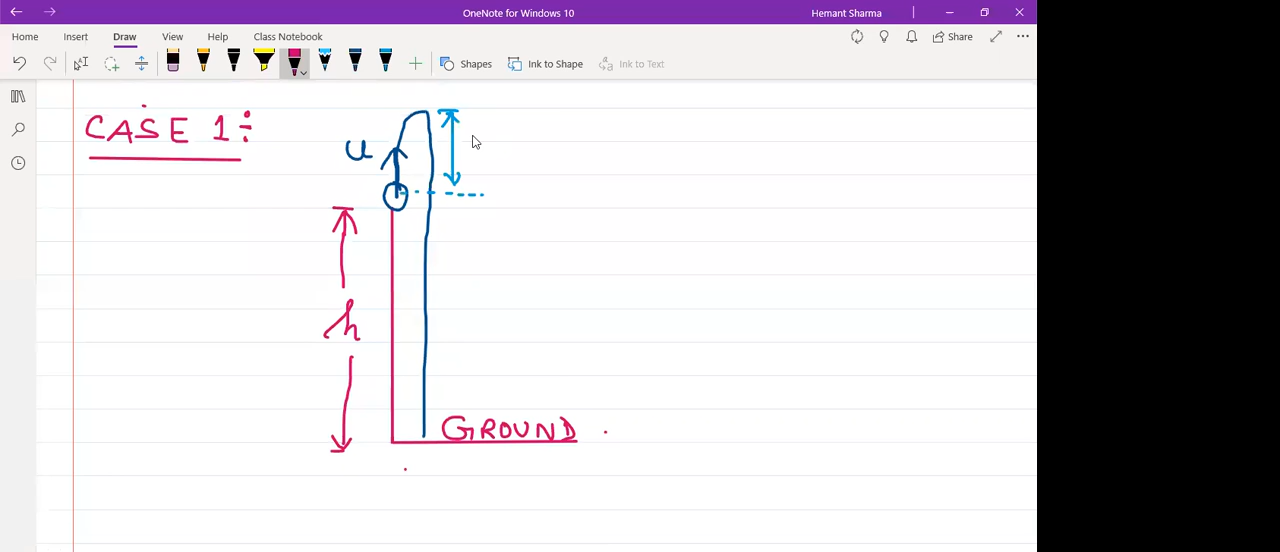 OneNote for Windows 10
Hemant Sharma
Home Insert Draw View Help Class Notebook
Share
Shapes Ink to Shape Ink to Text
CASE 1÷
u
h
GROUND